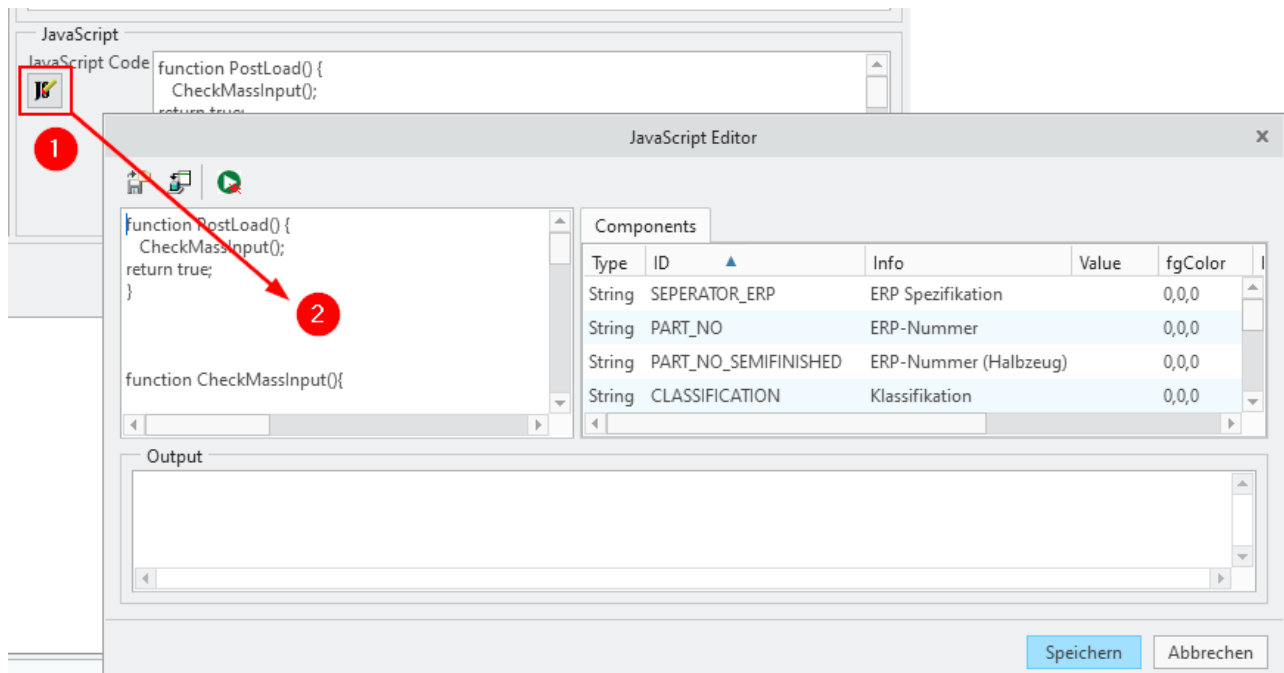 JavaScript
JavaScript Code
function PostLoad() {
CheckMassInput();
return true;
1
JavaScript Editor
function PostLoad() {
CheckMassInput();
return true;
}
2
function CheckMassInput(){
Components
Type ID Info Value fgColor
String SEPERATOR_ERP ERP Spezifikation 0,0,0
String PART_NO ERP-Nummer 0,0,0
String PART_NO_SEMIFINISHED ERP-Nummer (Halbzeug) 0,0,0
String CLASSIFICATION Klassifikation 0,0,0
Output
Speichern Abbrechen